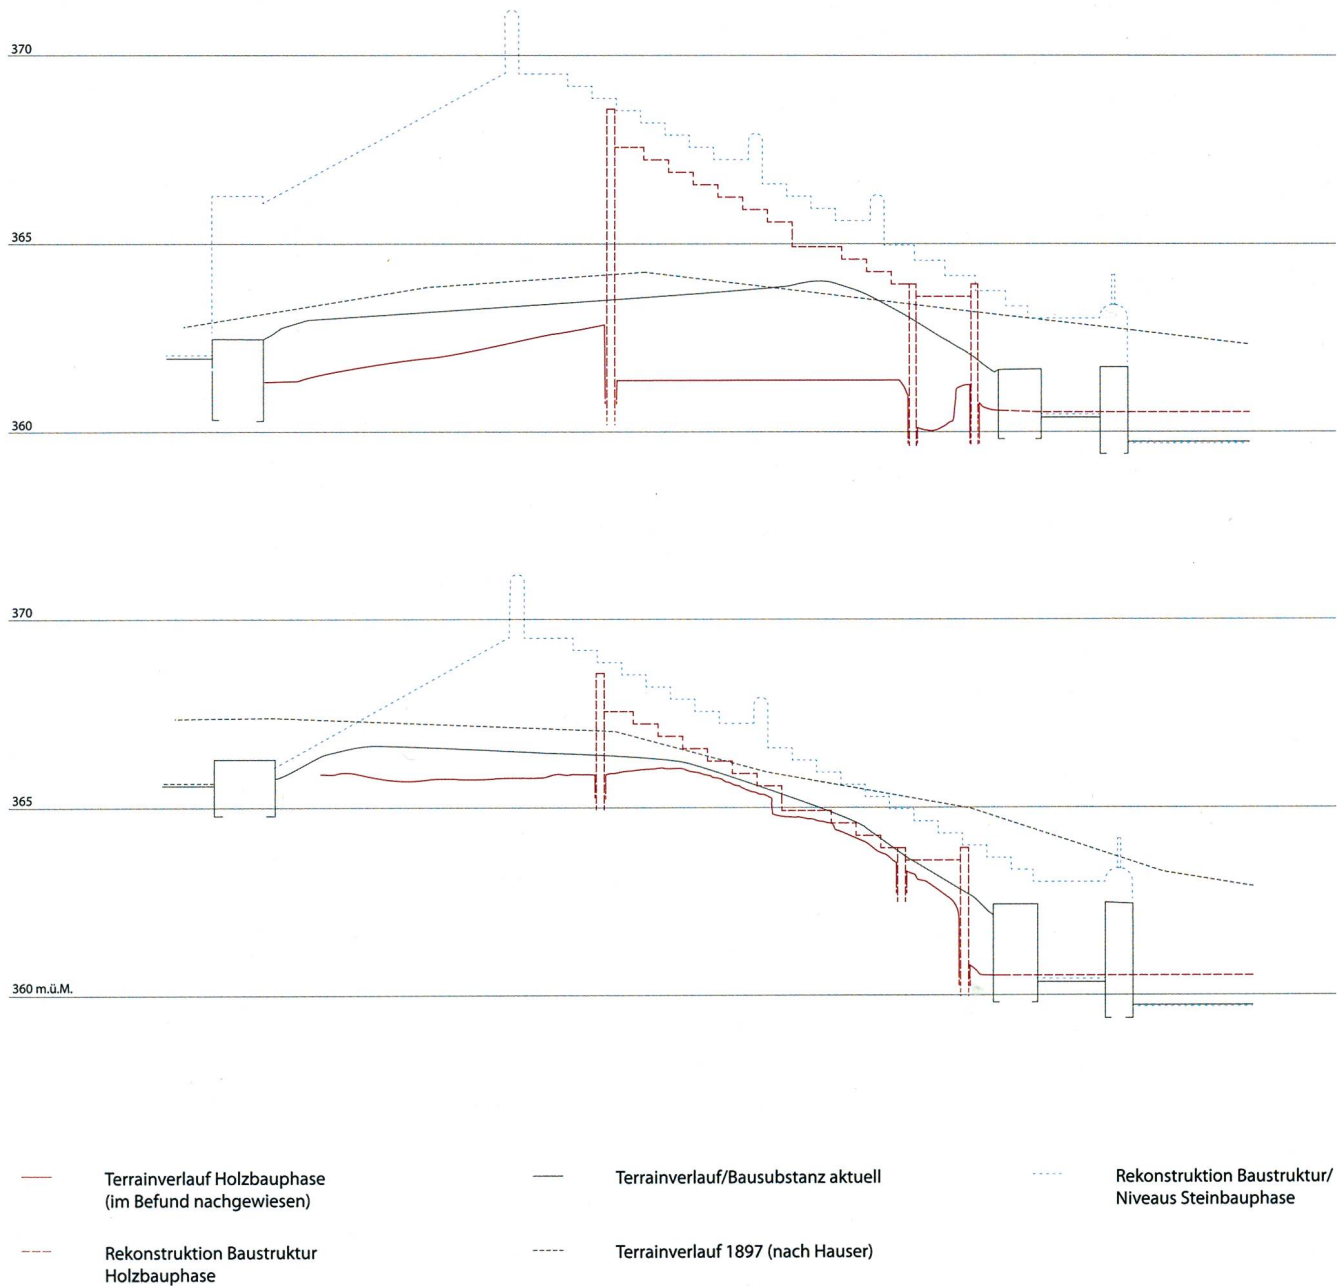 370
365
360
370
365
360 m.ü.M.
Terrainverlauf Holzbauphase
(im Befund nachgewiesen)
Rekonstruktion Baustruktur
Holzbauphase
Terrainverlauf/Bausubstanz aktuell
Terrainverlauf 1897 (nach Hauser)
Rekonstruktion Baustruktur/
Niveaus Steinbauphase